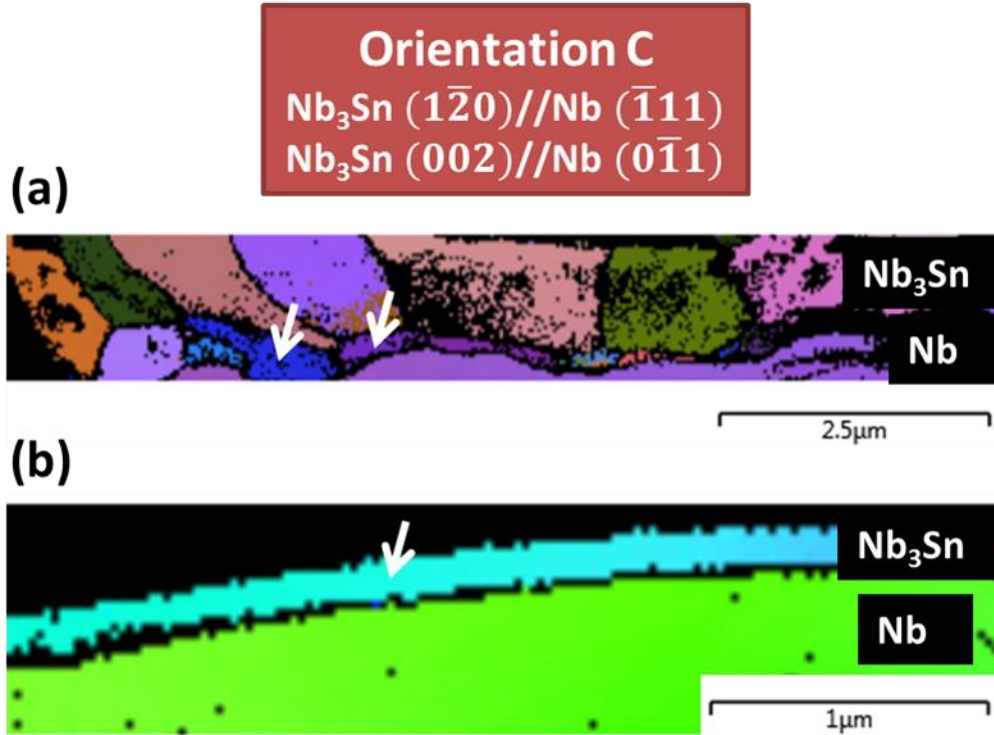 Orientation C
Nb₃Sn (12̅0)//Nb (1̅11)
Nb₃Sn (002)//Nb (01̅1)
(a)
Nb₃Sn
Nb
2.5μm
(b)
Nb₃Sn
Nb
1μm